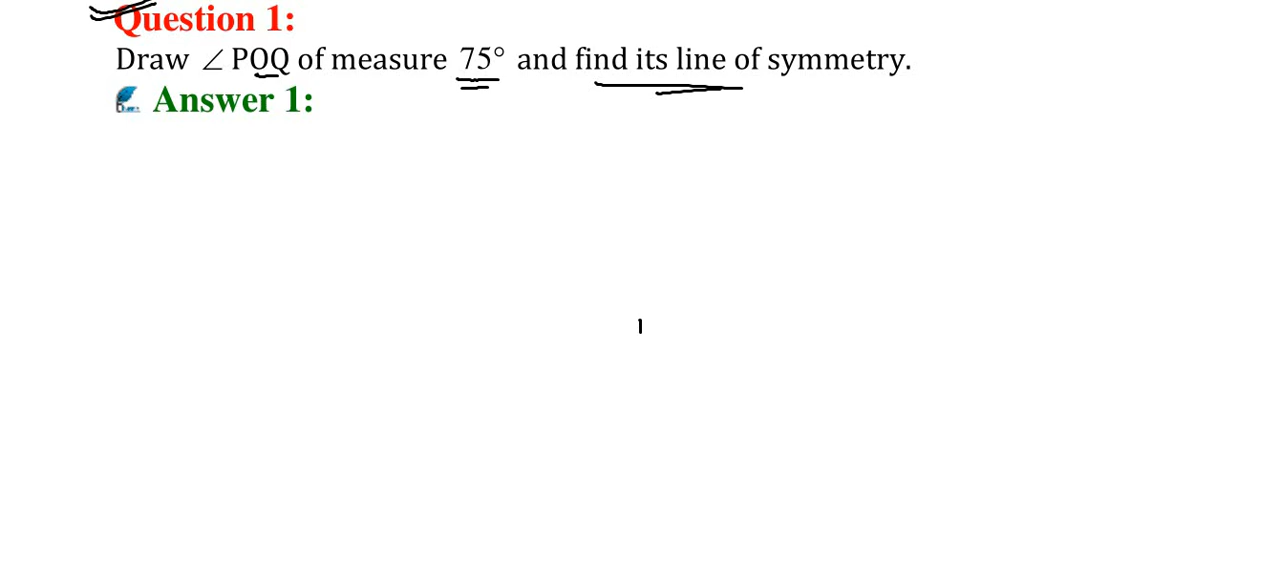 Question 1:
Draw ∠ POQ of measure 75° and find its line of symmetry.
Answer 1: